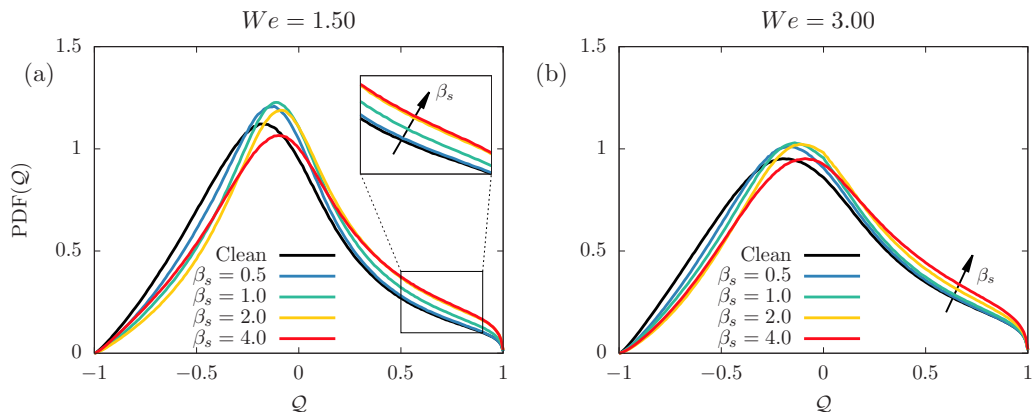 We = 1.50
(a)
PDF(𝒬)
1.5
1
0.5
0
β_s
Clean
β_s = 0.5
β_s = 1.0
β_s = 2.0
β_s = 4.0
−1 −0.5 0 0.5 1
𝒬
We = 3.00
(b)
1.5
1
0.5
0
β_s
Clean
β_s = 0.5
β_s = 1.0
β_s = 2.0
β_s = 4.0
−1 −0.5 0 0.5 1
𝒬